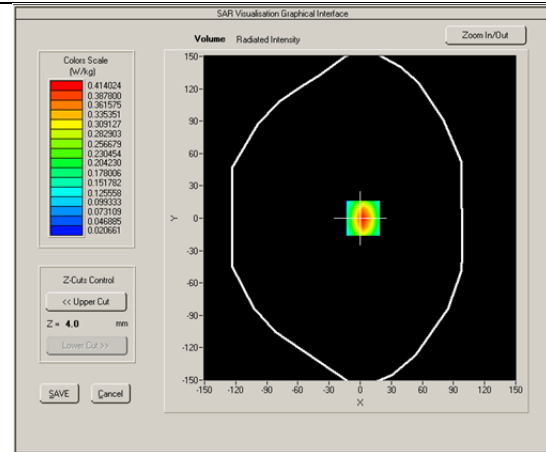 SAR Visualisation Graphical Interface
Volume Radiated Intensity
Zoom In/Out
Colors Scale
(W/kg)
0.414024
0.387800
0.361575
0.335351
0.309127
0.282903
0.256679
0.230454
0.204230
0.178006
0.151782
0.125558
0.099333
0.073109
0.046885
0.020661
Z-Cuts Control
<< Upper Cut
Z = 4.0 mm
Lower Cut >>
SAVE Cancel
150
120
90
60
30
0
-30
-60
-90
-120
-150
Y
-150 -120 -90 -60 -30 0 30 60 90 120 150
X